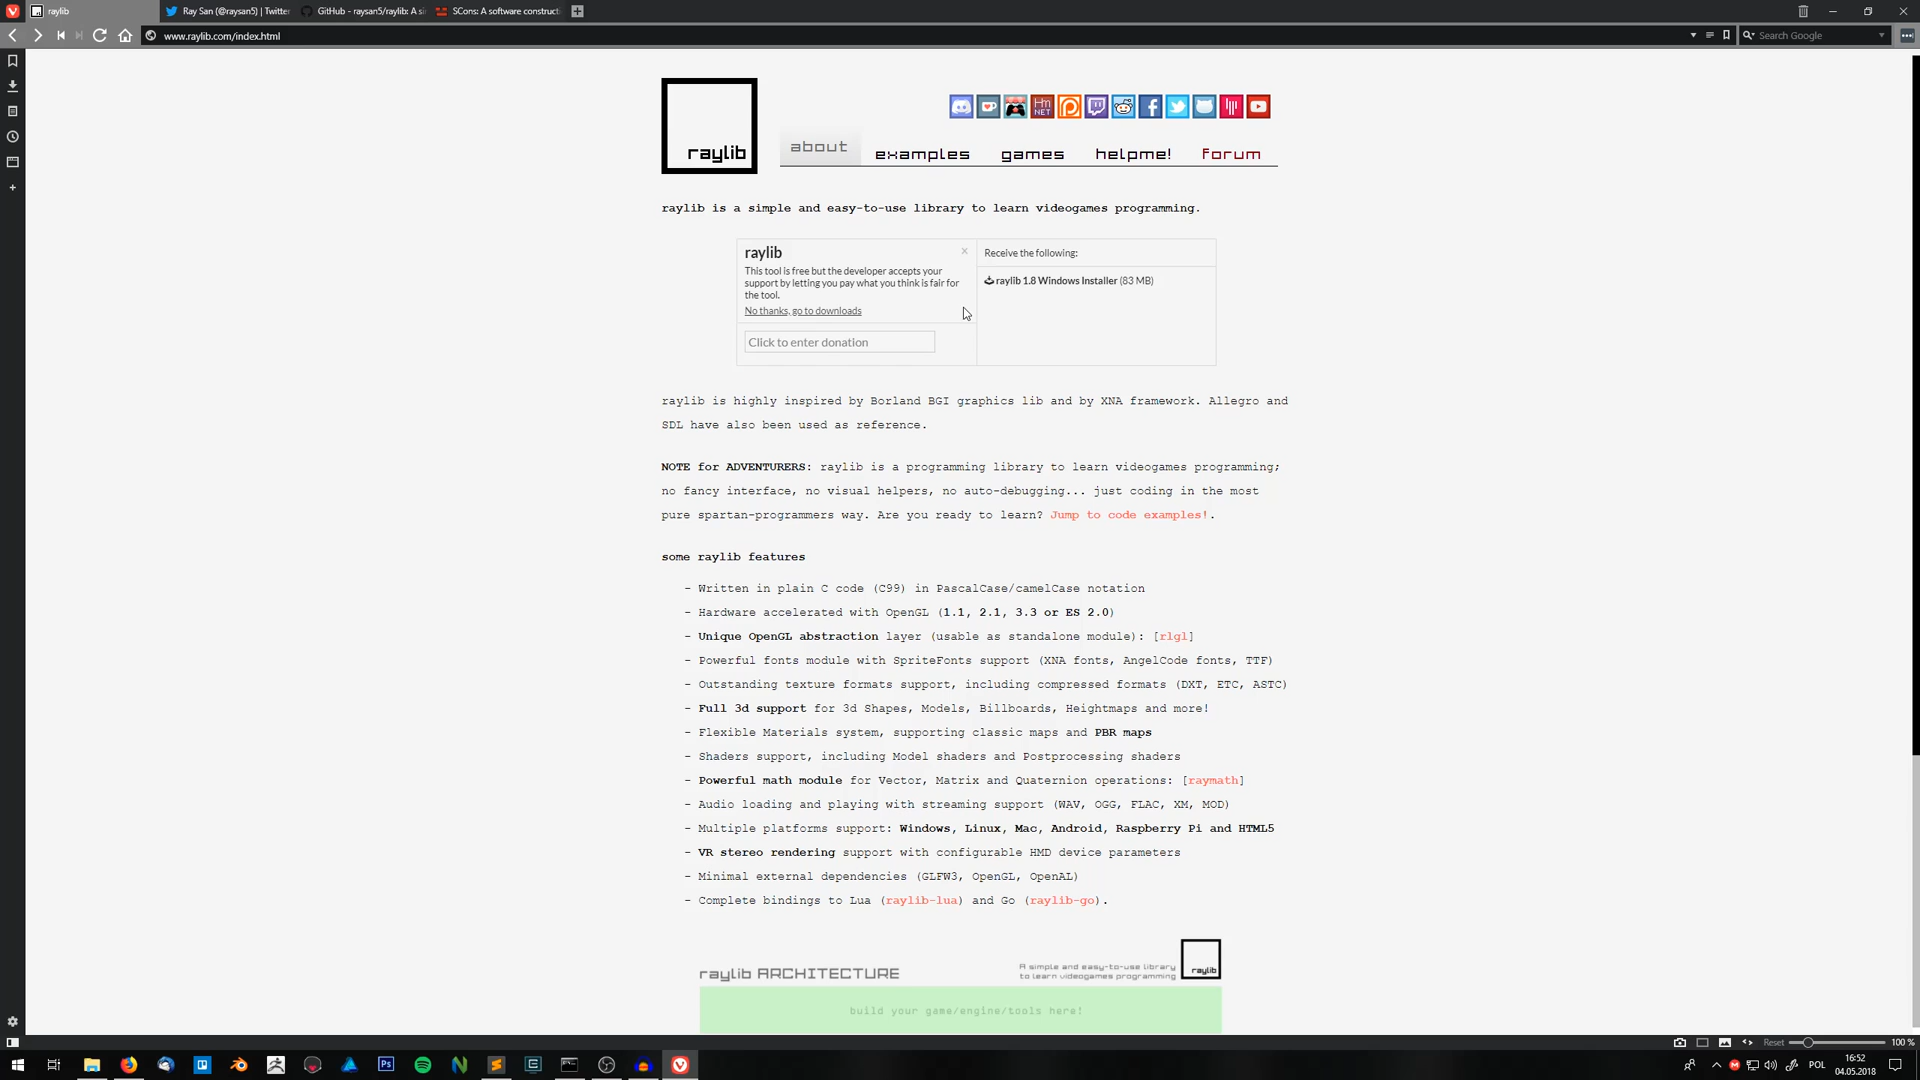 raylib
Ray San (@raysan5) | Twitter
GitHub - raysan5/raylib: A si
SCons: A software construct
www.raylib.com/index.html
Search Google
raylib
about
examples
games
helpme!
forum
raylib is a simple and easy-to-use library to learn videogames programming.
raylib
This tool is free but the developer accepts your
support by letting you pay what you think is fair for
the tool.
No thanks, go to downloads
Click to enter donation
Receive the following:
raylib 1.8 Windows Installer (83 MB)
raylib is highly inspired by Borland BGI graphics lib and by XNA framework. Allegro and
SDL have also been used as reference.
NOTE for ADVENTURERS: raylib is a programming library to learn videogames programming;
no fancy interface, no visual helpers, no auto-debugging... just coding in the most
pure spartan-programmers way. Are you ready to learn? Jump to code examples!.
some raylib features
- Written in plain C code (C99) in PascalCase/camelCase notation
- Hardware accelerated with OpenGL (1.1, 2.1, 3.3 or ES 2.0)
- Unique OpenGL abstraction layer (usable as standalone module): [rlgl]
- Powerful fonts module with SpriteFonts support (XNA fonts, AngelCode fonts, TTF)
- Outstanding texture formats support, including compressed formats (DXT, ETC, ASTC)
- Full 3d support for 3d Shapes, Models, Billboards, Heightmaps and more!
- Flexible Materials system, supporting classic maps and PBR maps
- Shaders support, including Model shaders and Postprocessing shaders
- Powerful math module for Vector, Matrix and Quaternion operations: [raymath]
- Audio loading and playing with streaming support (WAV, OGG, FLAC, XM, MOD)
- Multiple platforms support: Windows, Linux, Mac, Android, Raspberry Pi and HTML5
- VR stereo rendering support with configurable HMD device parameters
- Minimal external dependencies (GLFW3, OpenGL, OpenAL)
- Complete bindings to Lua (raylib-lua) and Go (raylib-go).
raylib ARCHITECTURE
A simple and easy-to-use library
to learn videogames programming
raylib
build your game/engine/tools here!
Reset
100 %
POL
16:52
04.05.2018